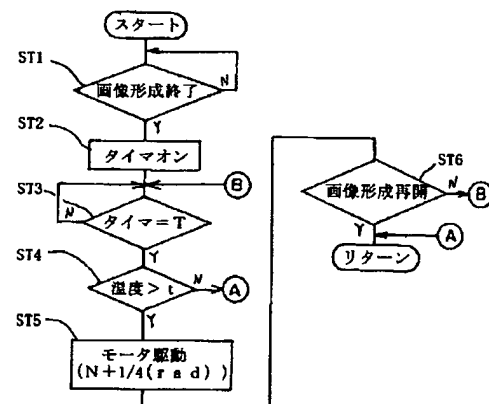 スタート
ST1
画像形成終了
N
Y
ST2
タイマオン
B
ST3
タイマ=T
N
Y
ST4
湿度> t
N
A
Y
ST5
モータ駆動
(N+1/4(rad))
ST6
画像形成再開
N
B
Y
A
リターン